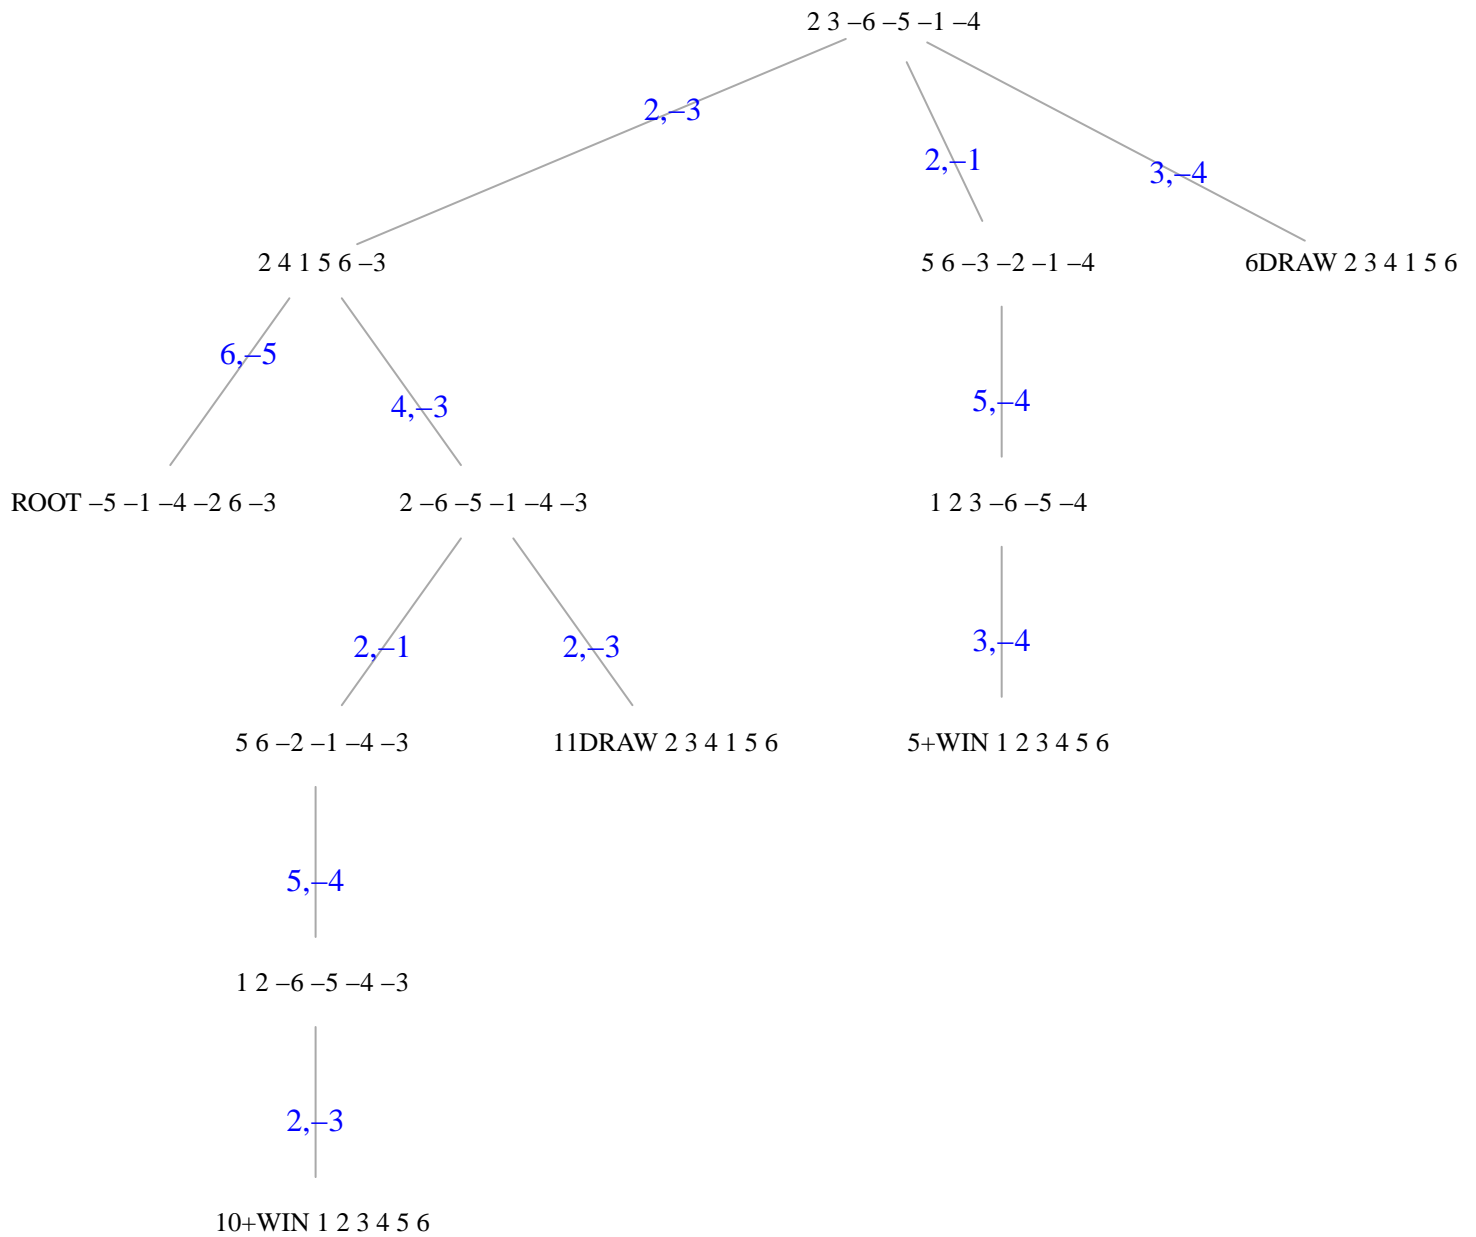 2 3 –6 –5 –1 –4
2,–3
2,–1
3,–4
2 4 1 5 6 –3
5 6 –3 –2 –1 –4
6DRAW 2 3 4 1 5 6
6,–5
4,–3
5,–4
ROOT –5 –1 –4 –2 6 –3
2 –6 –5 –1 –4 –3
1 2 3 –6 –5 –4
2,–1
2,–3
3,–4
5 6 –2 –1 –4 –3
11DRAW 2 3 4 1 5 6
5+WIN 1 2 3 4 5 6
5,–4
1 2 –6 –5 –4 –3
2,–3
10+WIN 1 2 3 4 5 6